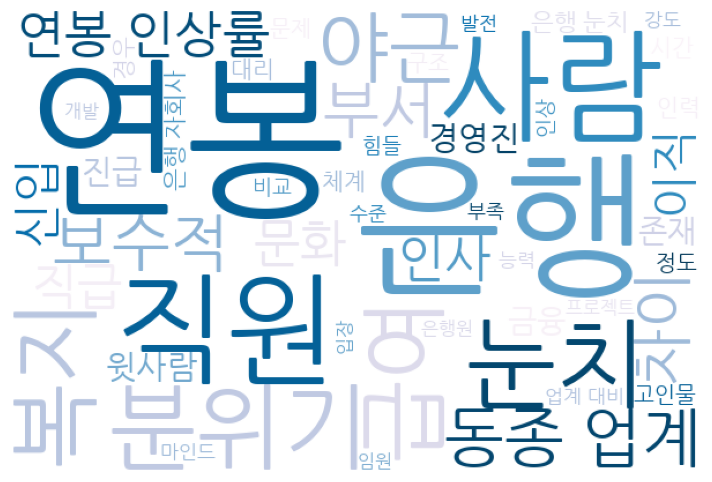 연봉 인상률
문제
야근
발전
은행 눈치
강도
사람
시간
경우
대리
구조
연봉
개발
은행 자회사
부서
인상
인력
경영진
힘들
신입
진급
비교
체계
은행
이직
수준
부족
보수적
문화
인사
존재
능력
정도
직급
직원
복지
급여
금융
프로젝트
차이
입장
은행원
눈치
윗사람
분위기
업계 대비
고인물
동종 업계
마인드
임원